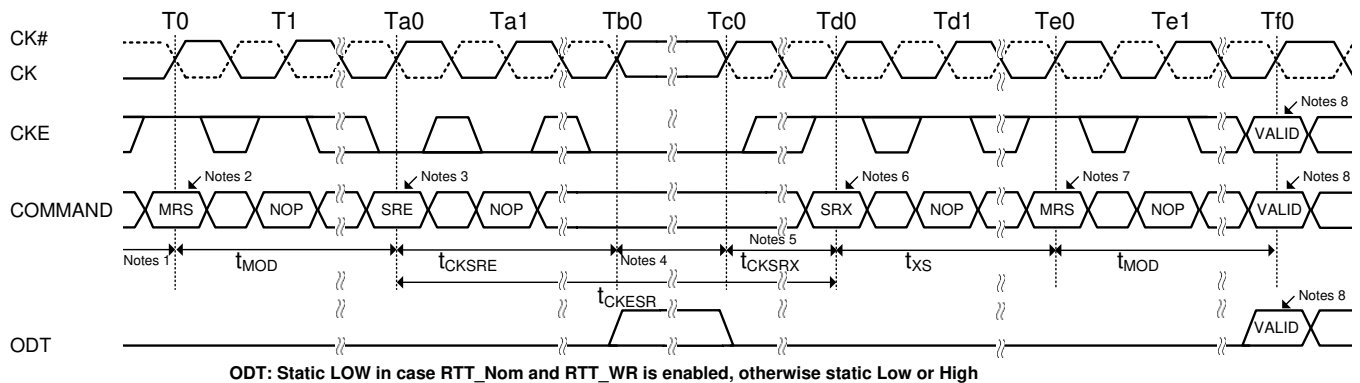 T0 T1 Ta0 Ta1 Tb0 Tc0 Td0 Td1 Te0 Te1 Tf0
CK#
CK
Notes 8
CKE VALID
Notes 2 Notes 3 Notes 6 Notes 7 Notes 8
COMMAND MRS NOP SRE NOP SRX NOP MRS NOP VALID
Notes 1 tMOD tCKSRE Notes 4 Notes 5 tCKSRX tXS tMOD
tCKESR
Notes 8
ODT VALID
ODT: Static LOW in case RTT_Nom and RTT_WR is enabled, otherwise static Low or High